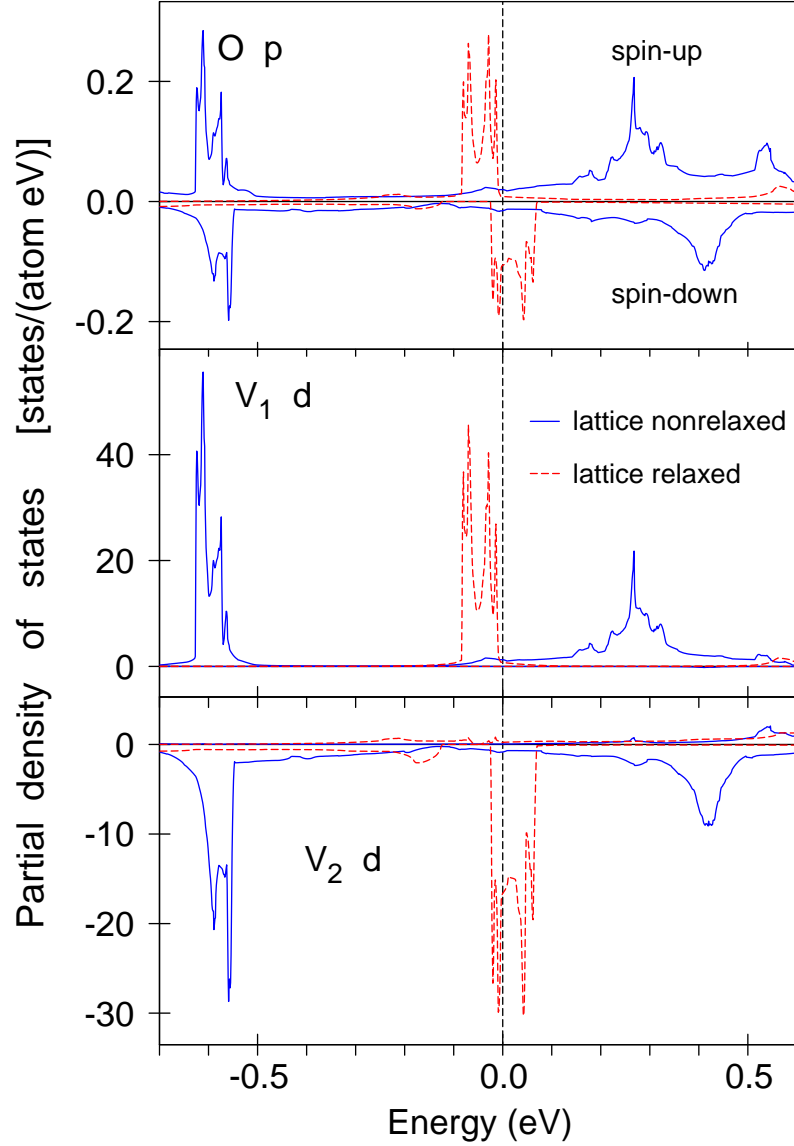 Partial density of states [states/(atom eV)]
O p
spin-up
0.2
0.0
-0.2
spin-down
V1 d
lattice nonrelaxed
lattice relaxed
40
20
0
0
-10
-20
-30
V2 d
-0.5
0.0
0.5
Energy (eV)